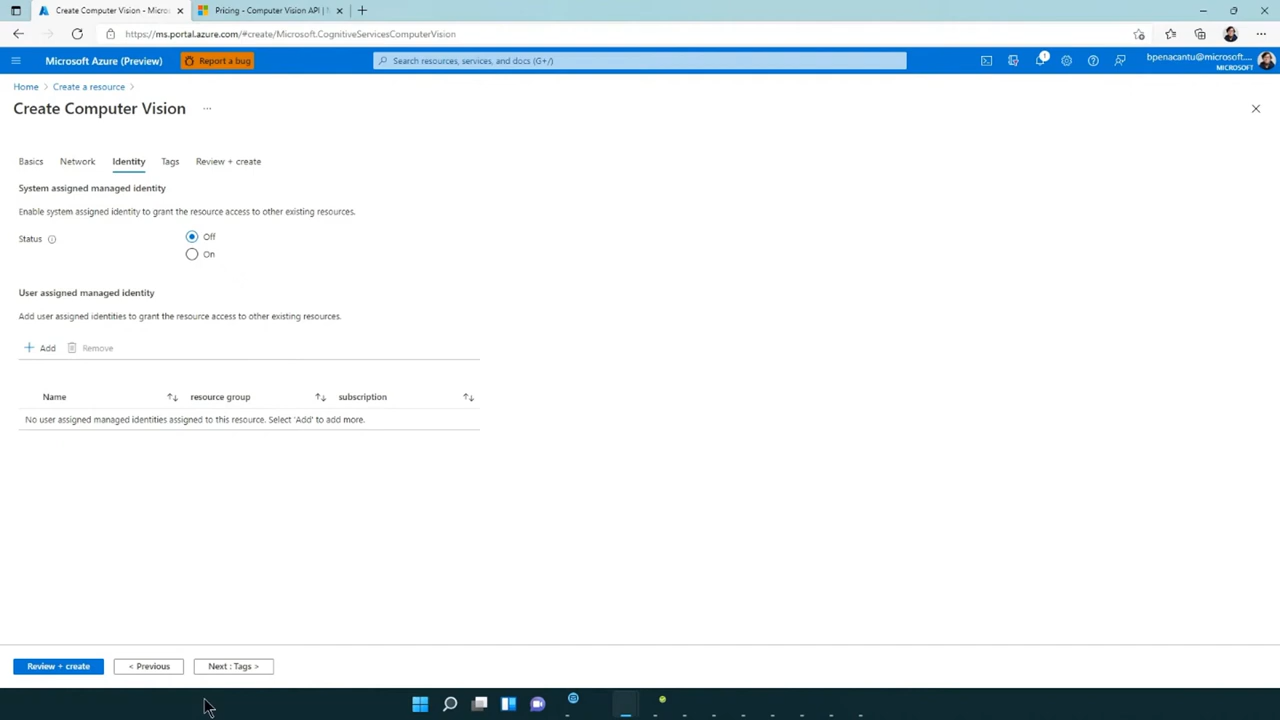 Create Computer Vision - Micros
Pricing - Computer Vision API | M
https://ms.portal.azure.com/#create/Microsoft.CognitiveServicesComputerVision
Microsoft Azure (Preview)
Report a bug
Search resources, services, and docs (G+/)
1
bpenacantu@microsoft....
MICROSOFT
Home > Create a resource >
Create Computer Vision ...
Basics Network Identity Tags Review + create
System assigned managed identity
Enable system assigned identity to grant the resource access to other existing resources.
Status
Off
On
User assigned managed identity
Add user assigned identities to grant the resource access to other existing resources.
+ Add Remove
Name resource group subscription
No user assigned managed identities assigned to this resource. Select 'Add' to add more.
Review + create
< Previous
Next : Tags >